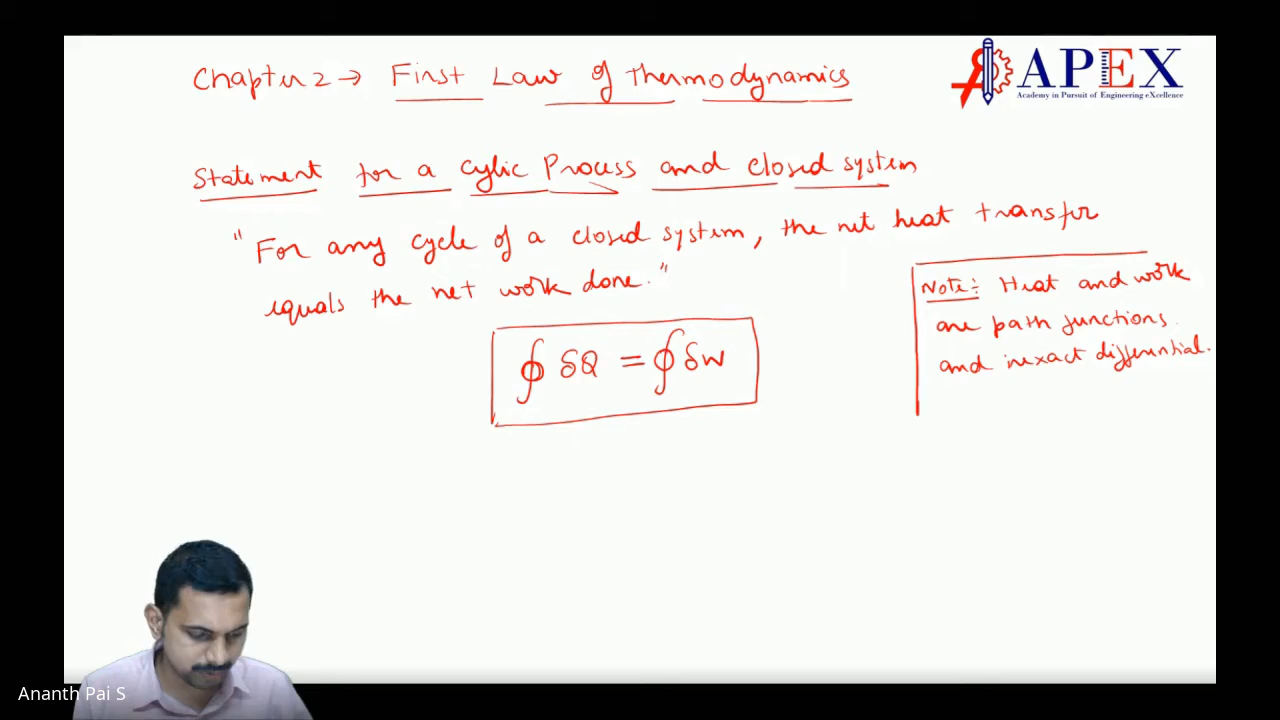 Chapter 2 → First Law of Thermodynamics
APEX
Academy in Pursuit of Engineering eXcellence
Statement for a cylic Process and closed system
"For any cycle of a closed system, the net heat transfer
equals the net work done."
∮ δQ = ∮ δW
Note: Heat and work
are path functions.
and inexact differential.
Ananth Pai S